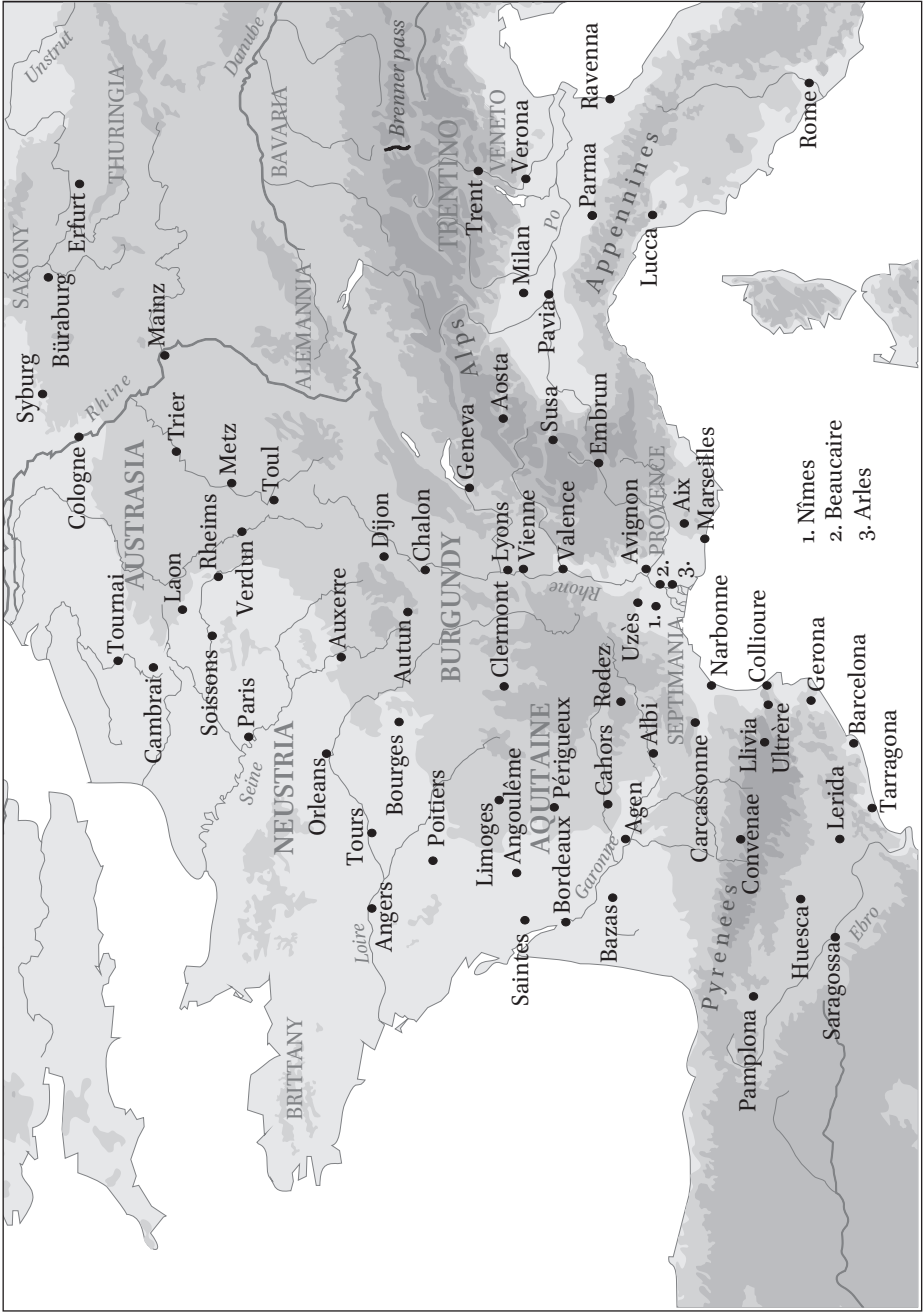 Unstrut
SAXONY
THURINGIA
Erfurt
Büraburg
Syburg
Rhine
Cologne
Mainz
Danube
BAVARIA
ALEMANNIA
Brenner pass
AUSTRASIA
Trier
Metz
Toul
Rheims
Verdun
Laon
Tournai
Cambrai
Soissons
Paris
Seine
NEUSTRIA
Orleans
Auxerre
Dijon
Chalon
Autun
BURGUNDY
Bourges
Tours
Angers
Loire
BRITTANY
Poitiers
Limoges
Angoulême
AQUITAINE
Périgueux
Saintes
Bordeaux
Garonne
Bazas
Agen
Cahors
Rodez
Albi
Clermont
Lyons
Vienne
Valence
Rhone
Geneva
Alps
Aosta
Susa
Embrun
TRENTINO
Trent
VENETO
Verona
Milan
Po
Pavia
Parma
Ravenna
Appennines
Lucca
Rome
Avignon
PROVENCE
Aix
Marseilles
Uzès
1.
2.
3.
SEPTIMANIA
Narbonne
Carcassonne
Collioure
Llivia
Ultrère
Gerona
Barcelona
Convenae
Pyrenees
Lerida
Tarragona
Huesca
Ebro
Saragossa
Pamplona
1. Nîmes
2. Beaucaire
3. Arles